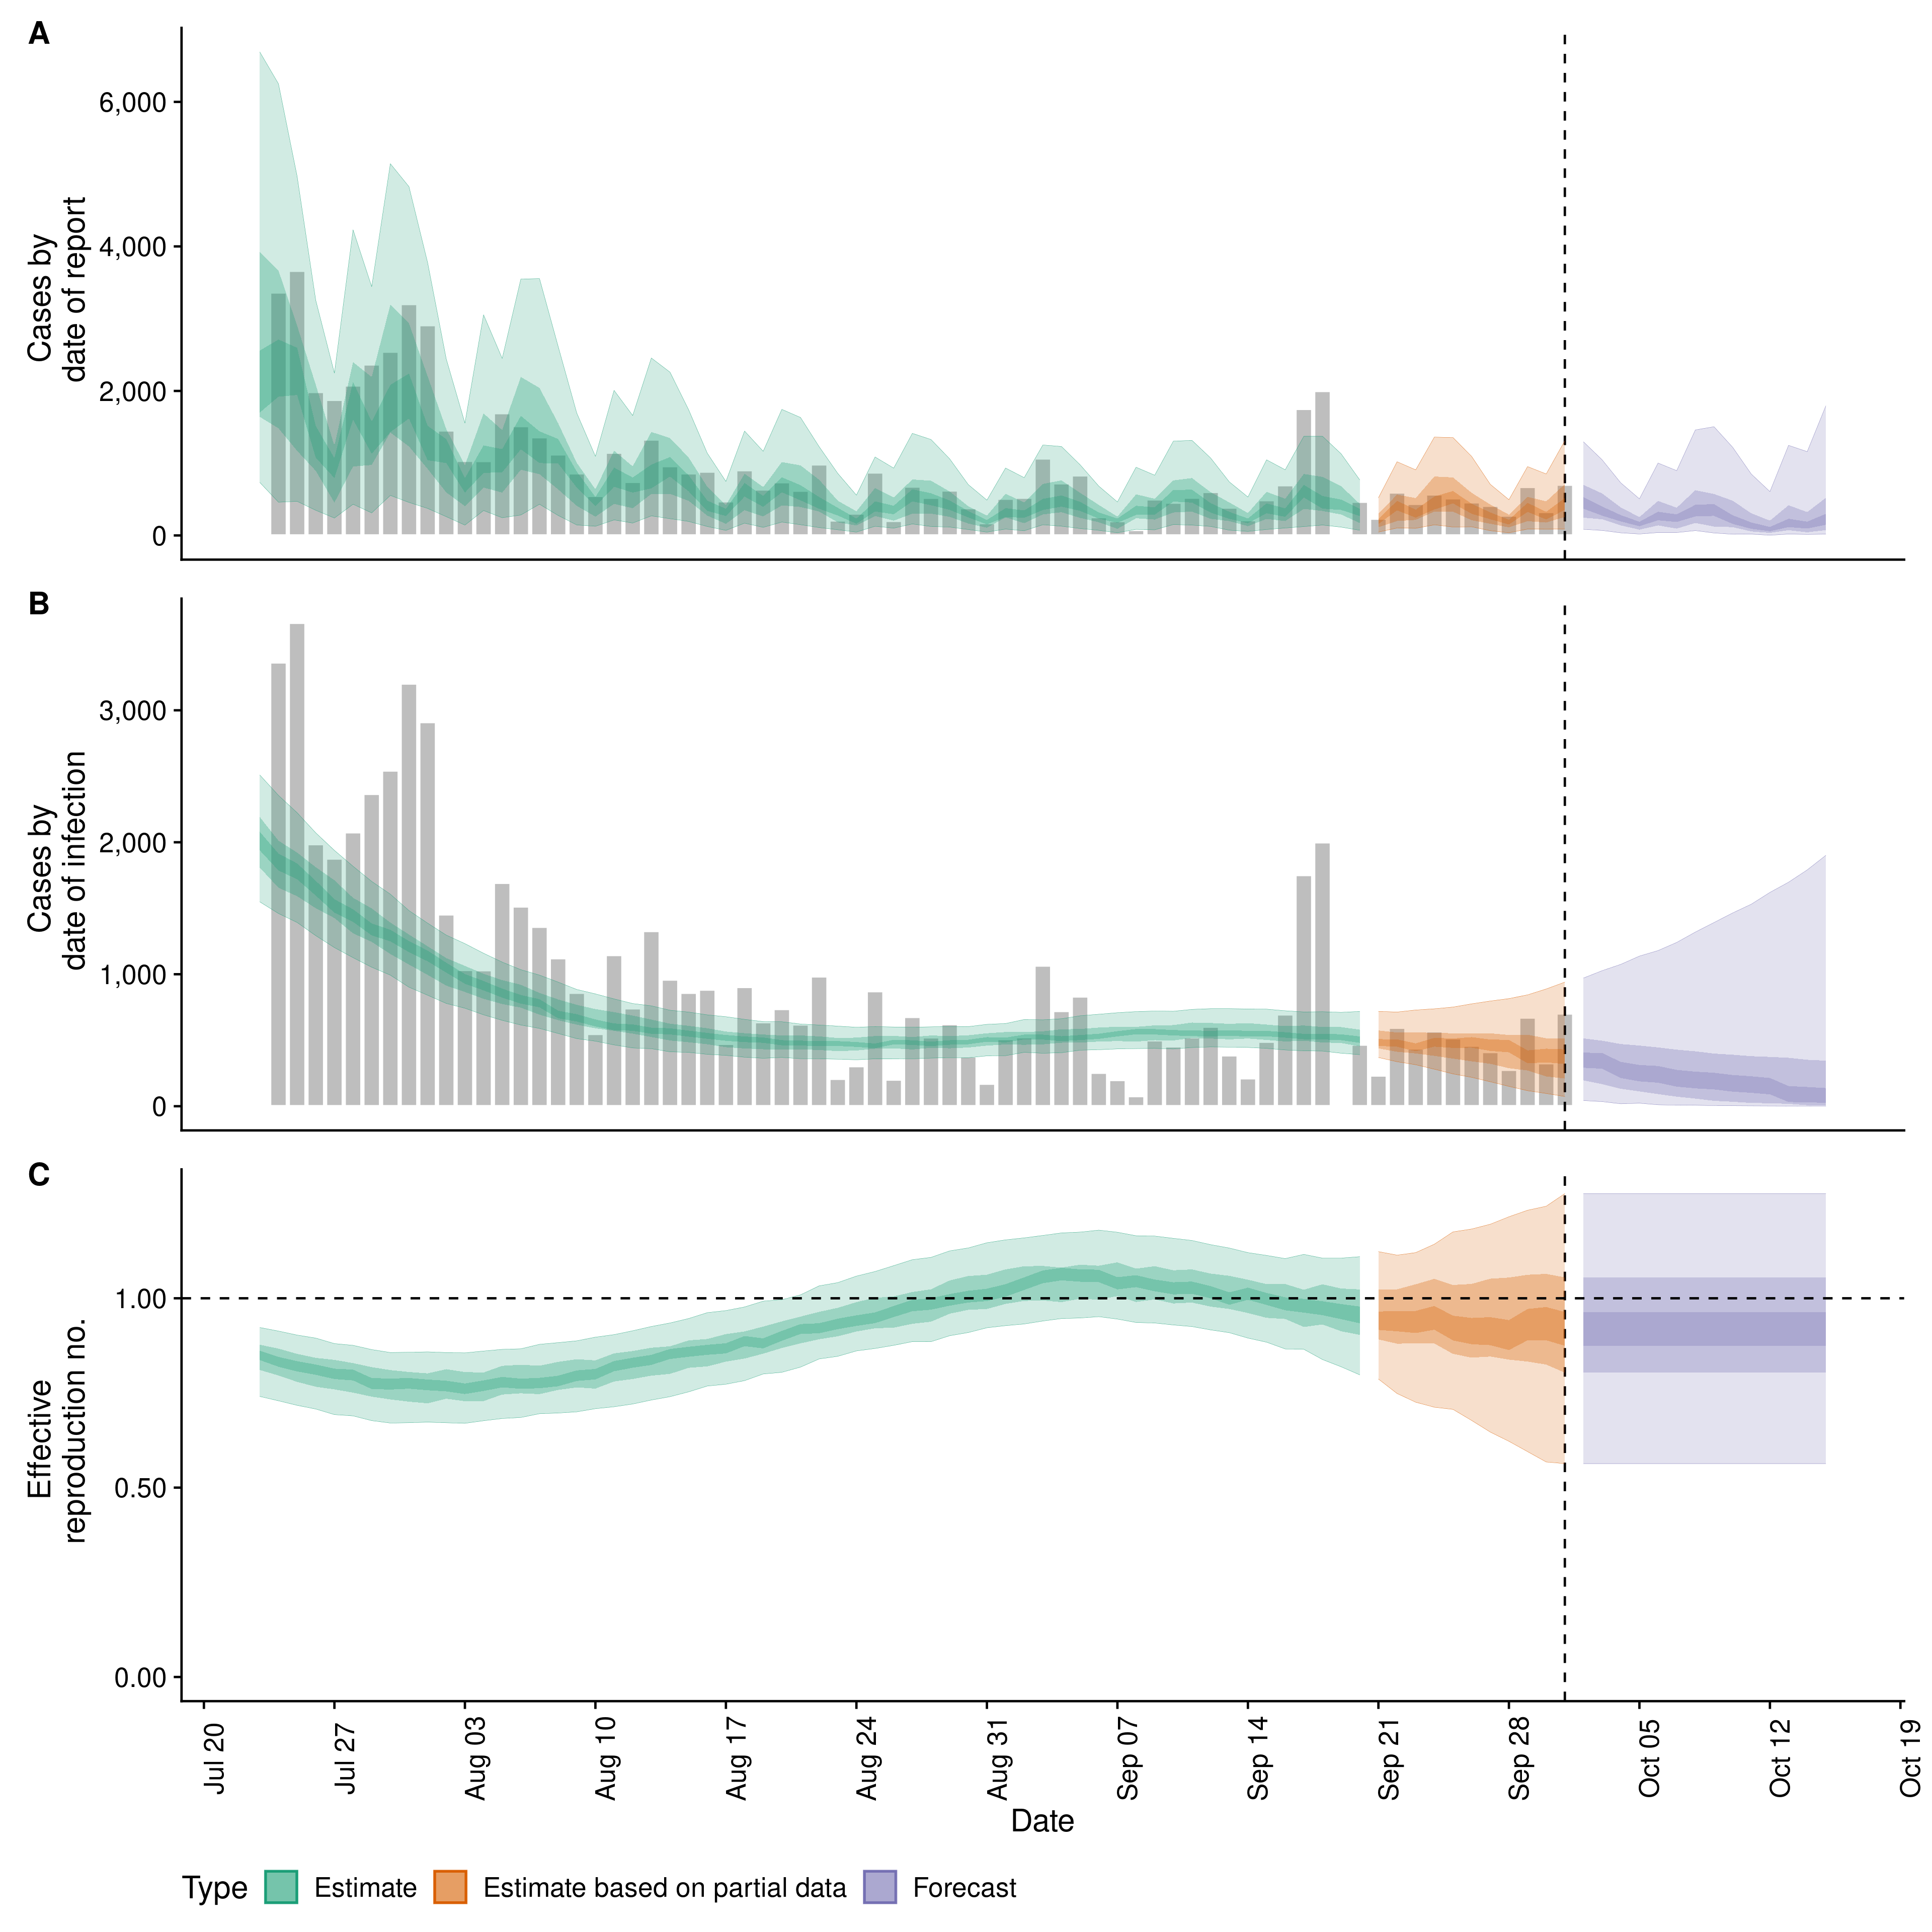 A
Cases by
date of report
6,000
4,000
2,000
0
B
Cases by
date of infection
3,000
2,000
1,000
0
C
Effective
reproduction no.
1.00
0.50
0.00
Jul 20
Jul 27
Aug 03
Aug 10
Aug 17
Aug 24
Aug 31
Sep 07
Sep 14
Sep 21
Sep 28
Oct 05
Oct 12
Oct 19
Date
Type Estimate Estimate based on partial data Forecast